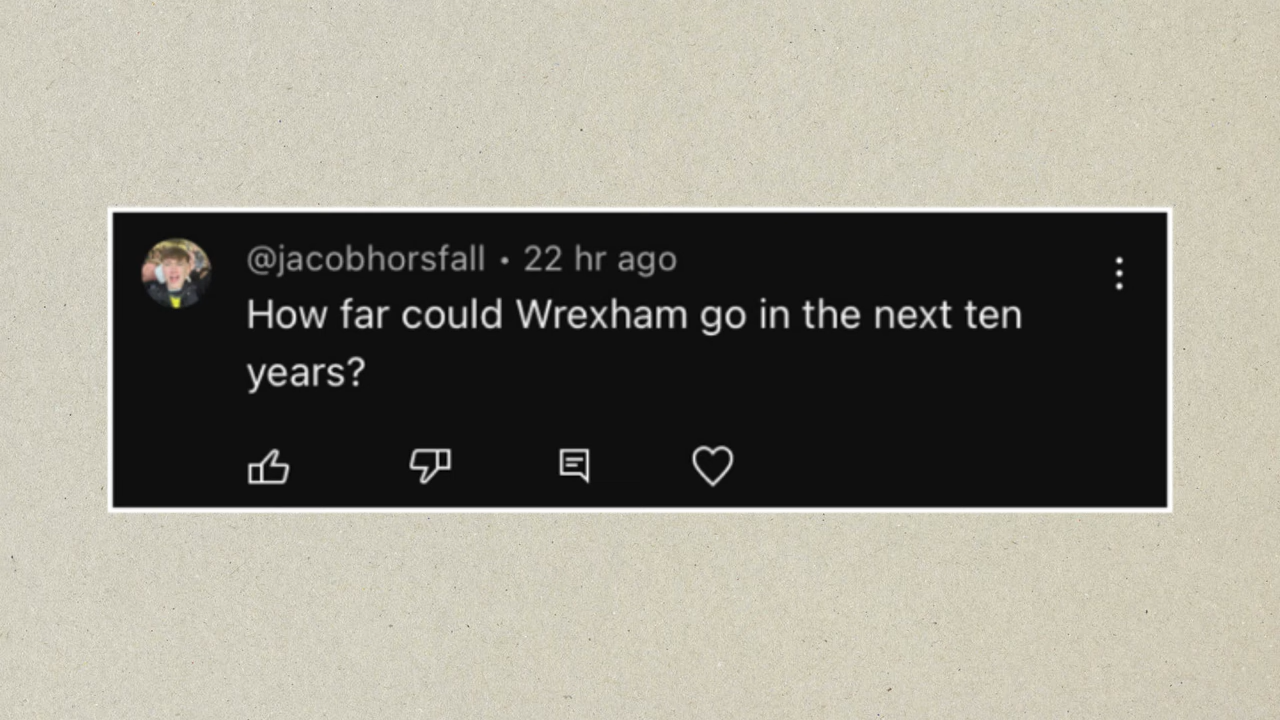 @jacobhorsfall • 22 hr ago
How far could Wrexham go in the next ten
years?